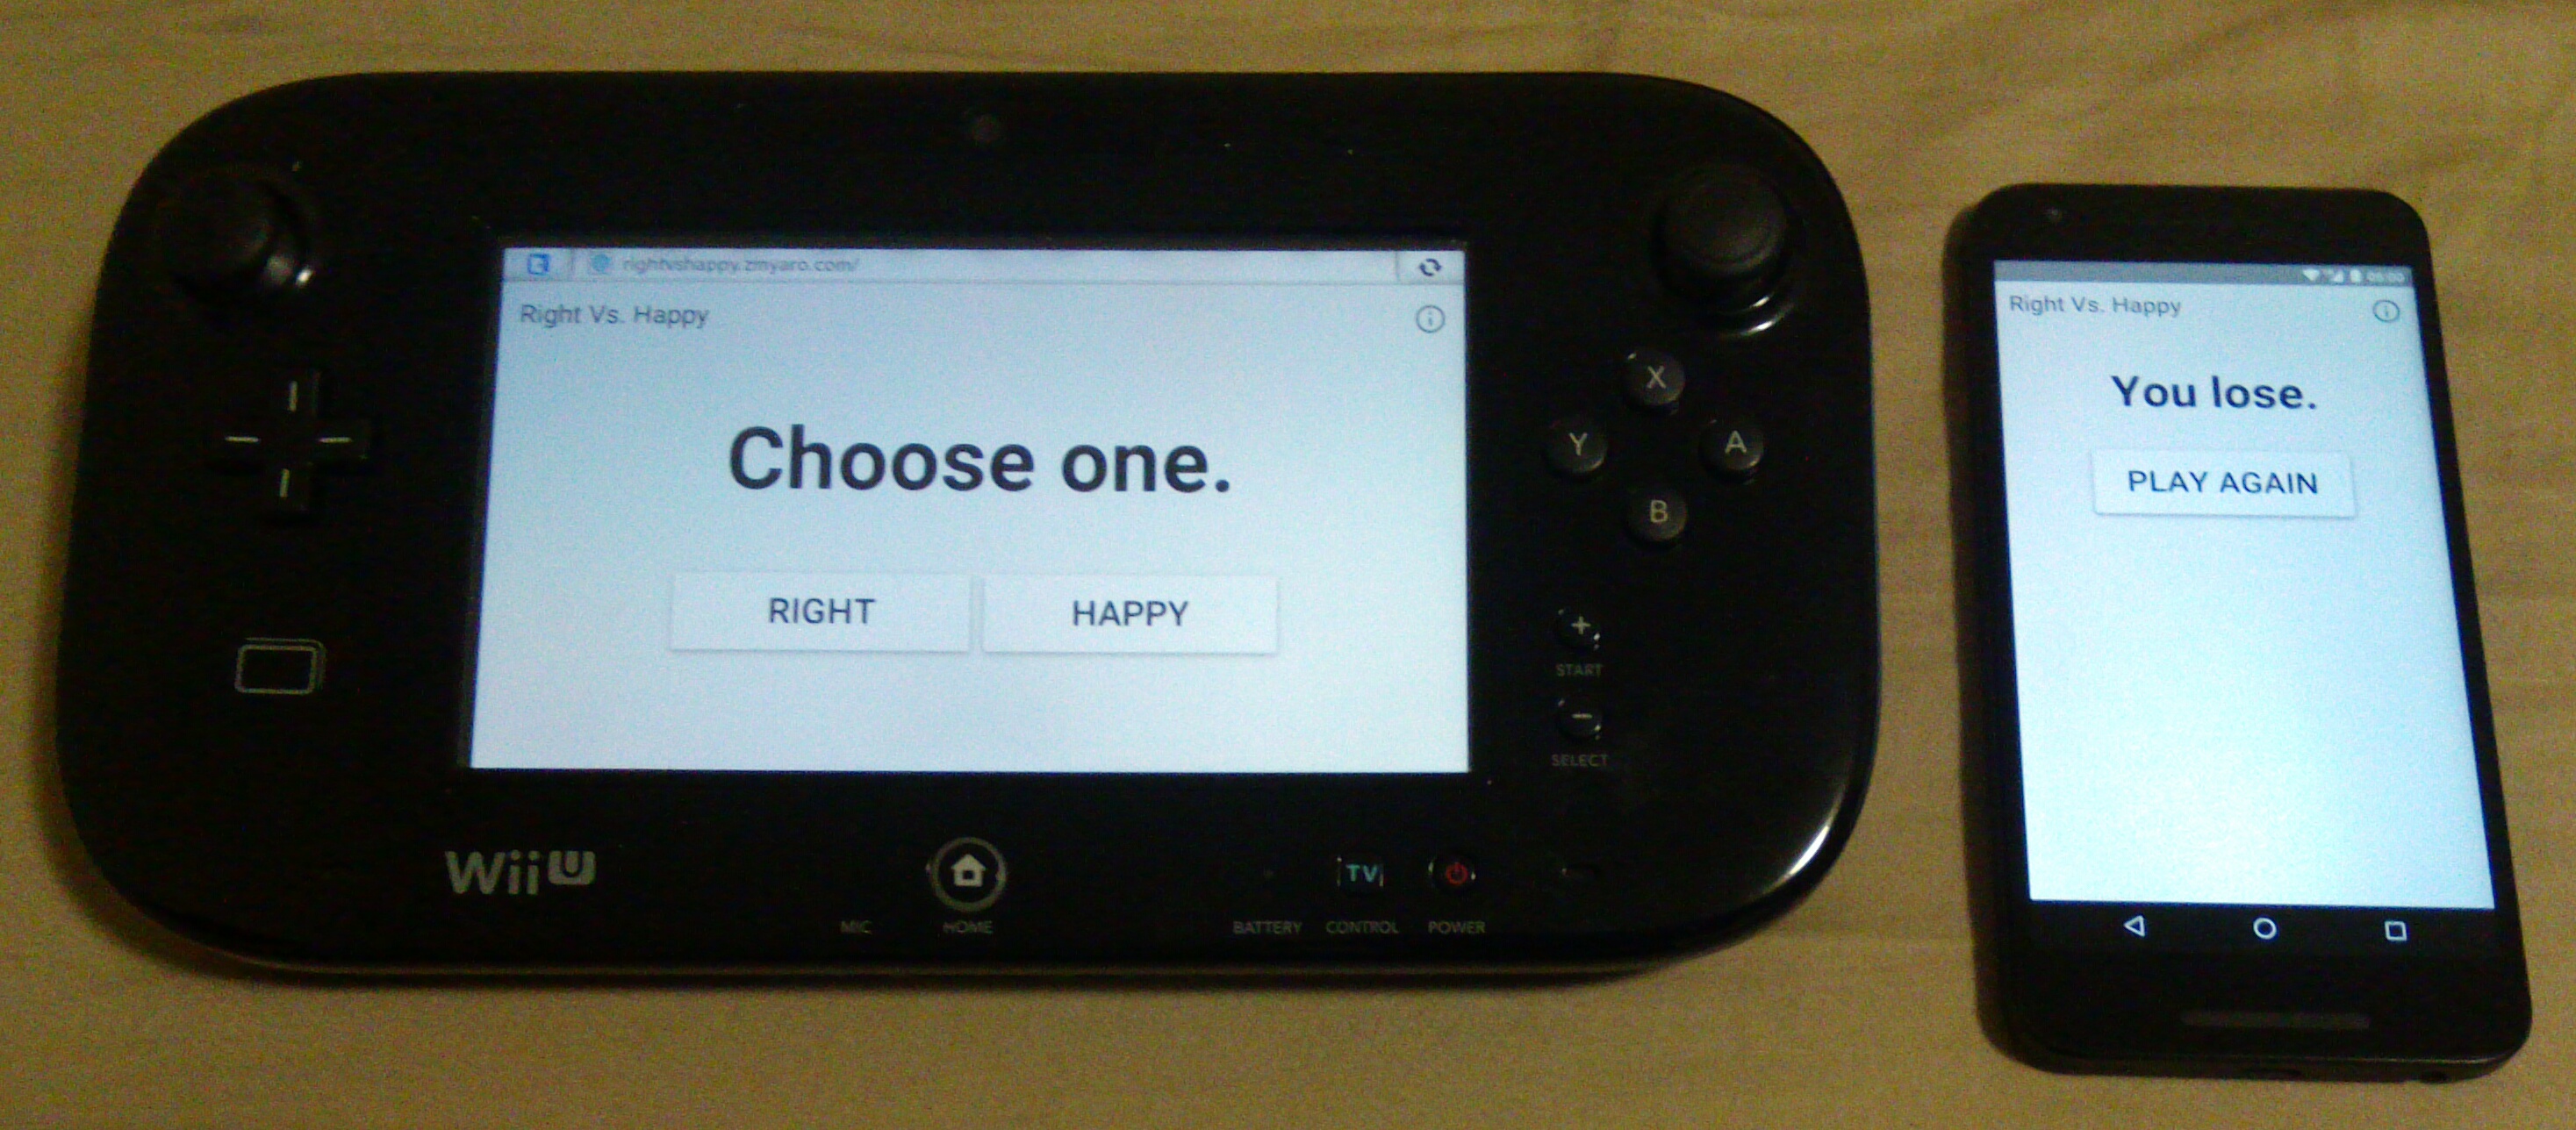 rightvshappy.zmyaro.com/
Right Vs. Happy
Choose one.
RIGHT
HAPPY
X
Y
A
B
+
START
-
SELECT
Wii U
TV
MIC
HOME
BATTERY
CONTROL
POWER
Right Vs. Happy
You lose.
PLAY AGAIN